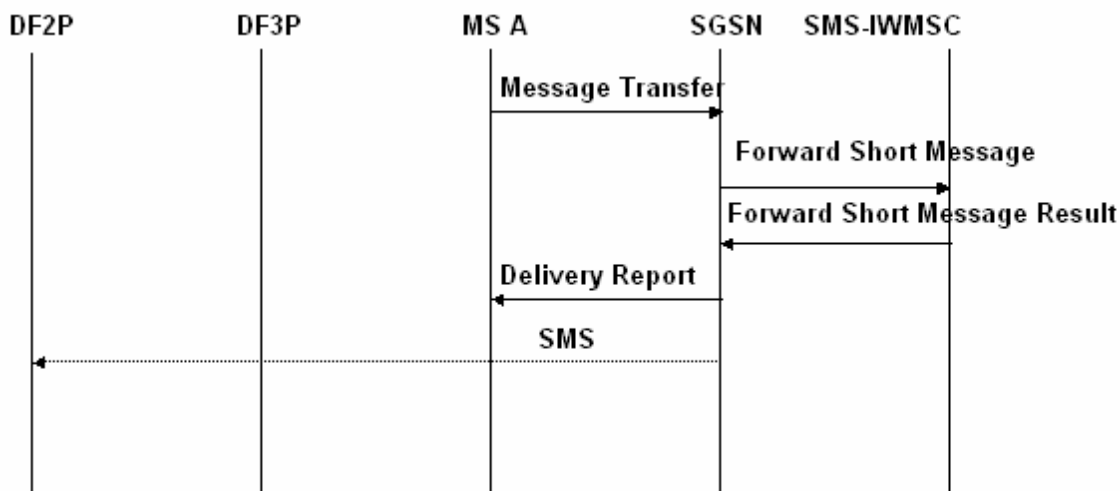 DF2P DF3P MS A SGSN SMS-IWMSC
Message Transfer
Forward Short Message
Forward Short Message Result
Delivery Report
SMS